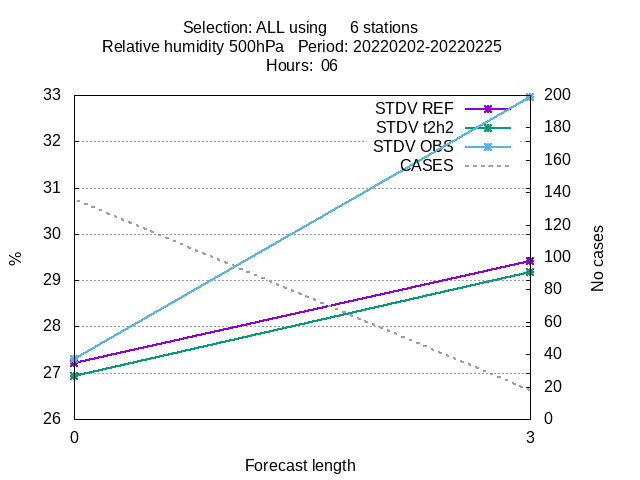 Selection: ALL using     6 stations
Relative humidity 500hPa   Period: 20220202-20220225
Hours:  06
33
32
31
30
29
28
27
26
%
200
180
160
140
120
100
80
60
40
20
0
No cases
STDV REF
STDV t2h2
STDV OBS
CASES
0
3
Forecast length